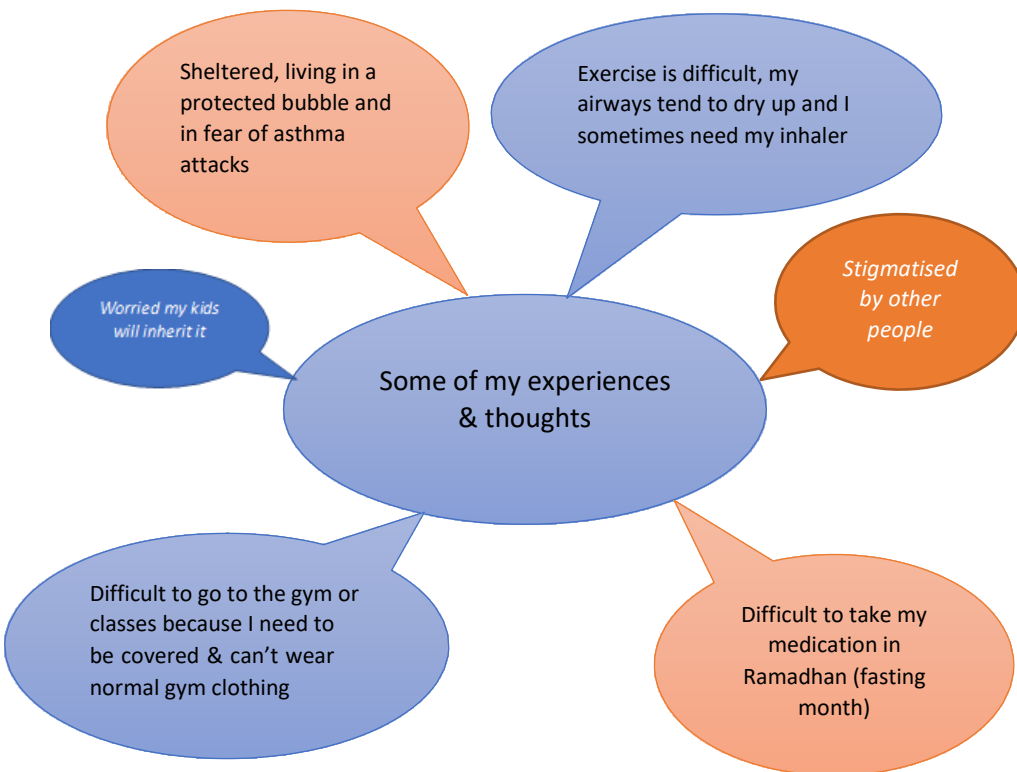 Sheltered, living in a
protected bubble and
in fear of asthma
attacks
Exercise is difficult, my
airways tend to dry up and I
sometimes need my inhaler
Worried my kids
will inherit it
Stigmatised
by other
people
Some of my experiences
& thoughts
Difficult to go to the gym or
classes because I need to
be covered & can’t wear
normal gym clothing
Difficult to take my
medication in
Ramadhan (fasting
month)